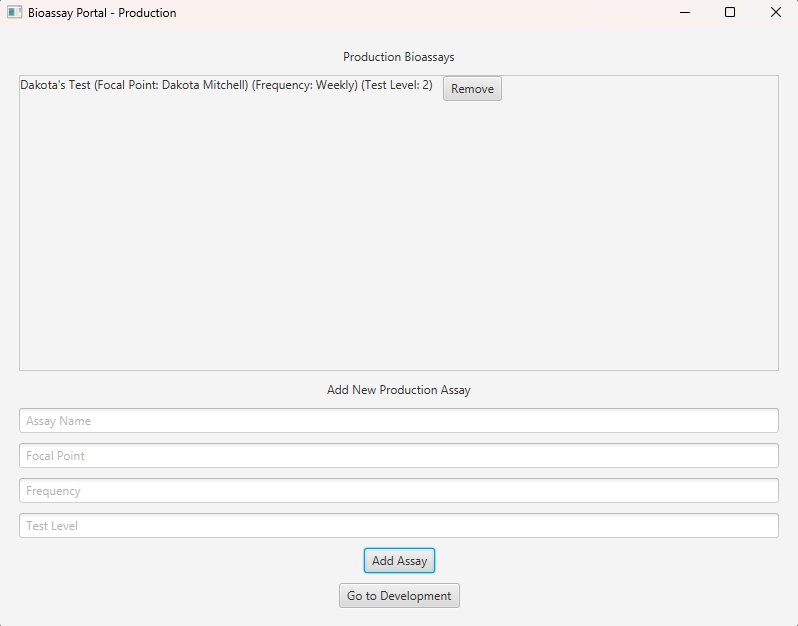 Bioassay Portal - Production
Production Bioassays
Dakota's Test (Focal Point: Dakota Mitchell) (Frequency: Weekly) (Test Level: 2) Remove
Add New Production Assay
Assay Name
Focal Point
Frequency
Test Level
Add Assay
Go to Development